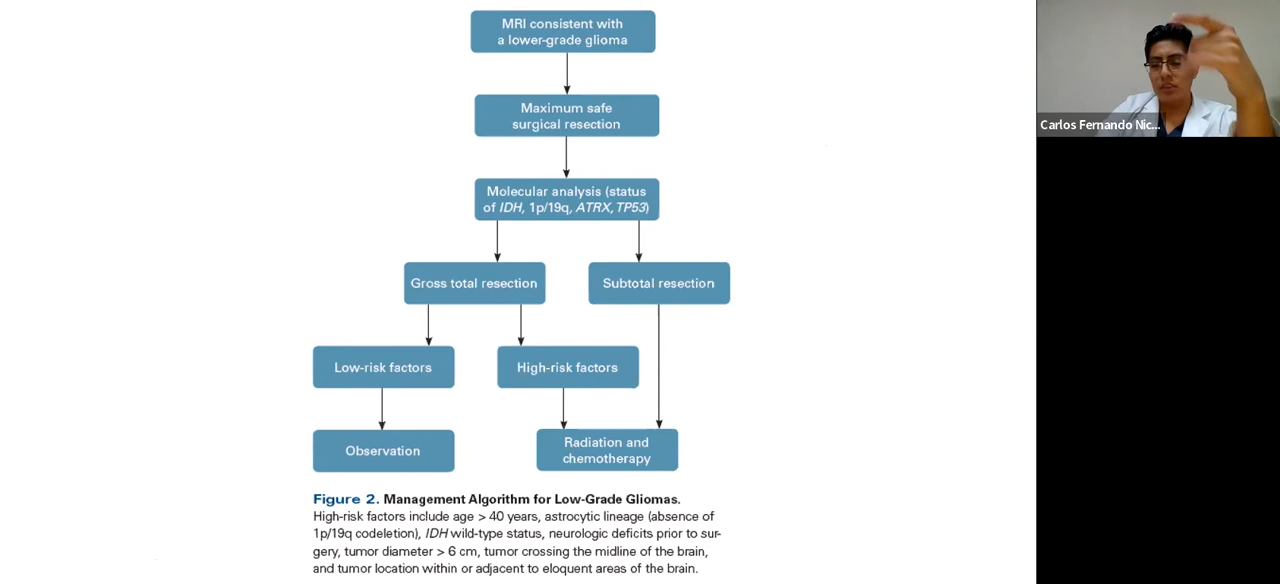 MRI consistent with
a lower-grade glioma
Carlos Fernando Nic...
Maximum safe
surgical resection
Molecular analysis (status
of IDH, 1p/19q, ATRX, TP53)
Gross total resection
Subtotal resection
Low-risk factors
High-risk factors
Observation
Radiation and
chemotherapy
Figure 2. Management Algorithm for Low-Grade Gliomas.
High-risk factors include age > 40 years, astrocytic lineage (absence of
1p/19q codeletion), IDH wild-type status, neurologic deficits prior to sur-
gery, tumor diameter > 6 cm, tumor crossing the midline of the brain,
and tumor location within or adjacent to eloquent areas of the brain.